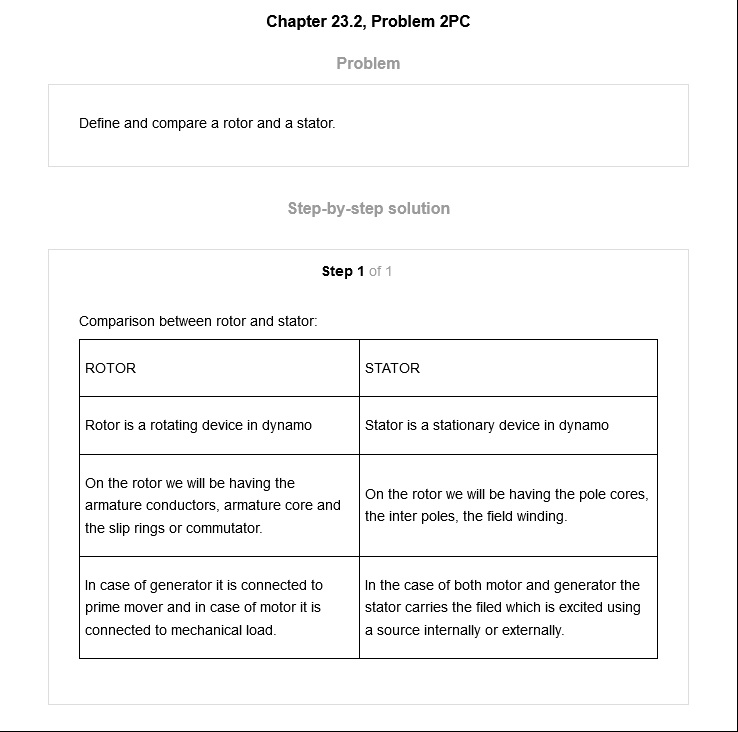 Chapter 23.2, Problem 2PC
Problem
Define and compare a rotor and a stator.
Step-by-step solution
Step 1 of 1
Comparison between rotor and stator:
ROTOR
STATOR
Rotor is a rotating device in dynamo
Stator is a stationary device in dynamo
On the rotor we will be having the
armature conductors, armature core and
the slip rings or commutator.
On the rotor we will be having the pole cores,
the inter poles, the field winding.
In case of generator it is connected to
prime mover and in case of motor it is
connected to mechanical load.
In the case of both motor and generator the
stator carries the filed which is excited using
a source internally or externally.